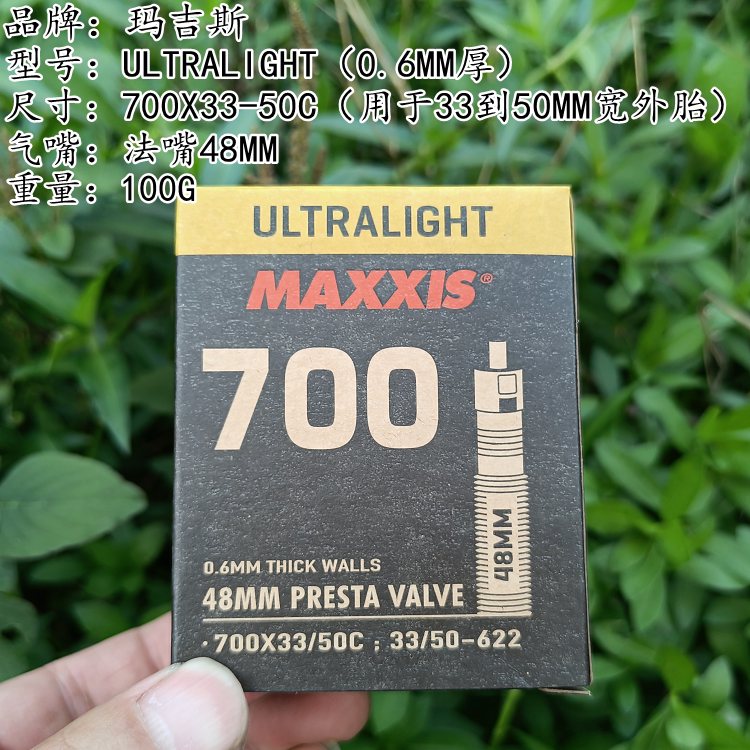 品牌：玛吉斯
型号：ULTRALIGHT（0.6MM厚）
尺寸：700X33-50C（用于33到50MM宽外胎）
气嘴：法嘴48MM
重量：100G
ULTRALIGHT
MAXXIS®
700
48MM
0.6MM THICK WALLS
48MM PRESTA VALVE
·700X33/50C ; 33/50-622